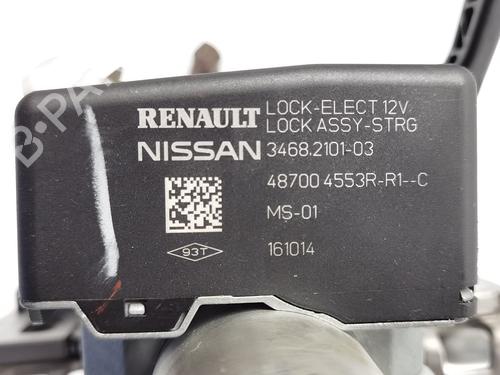 RENAULT LOCK-ELECT 12V
LOCK ASSY-STRG
NISSAN 3468.2101-03
48700 4553R-R1--C
MS-01
93T 161014